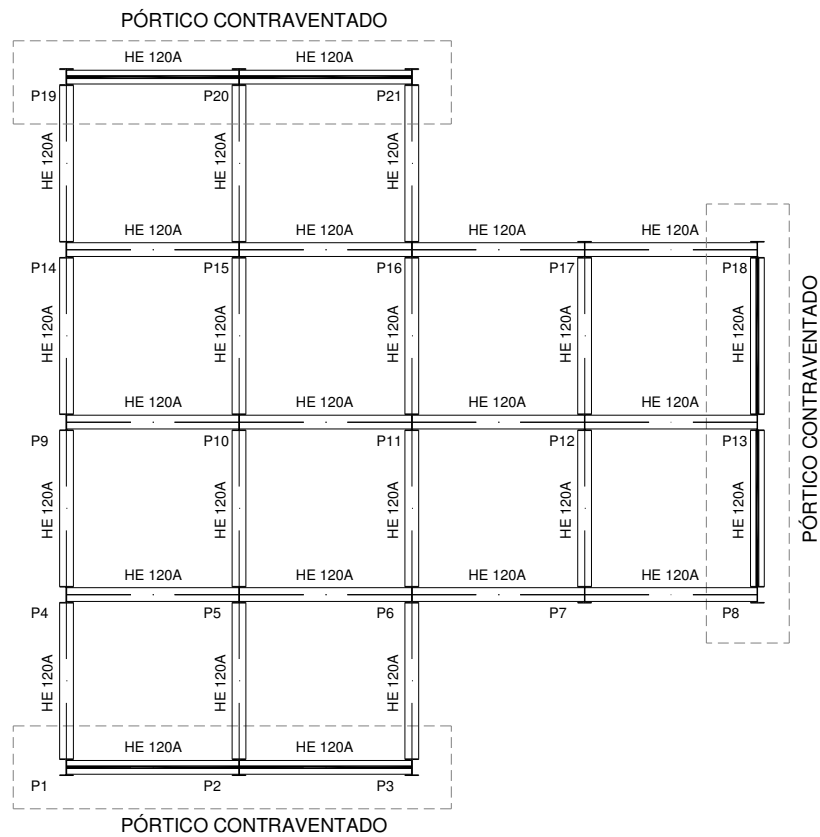 PÓRTICO CONTRAVENTADO
HE 120A HE 120A
P19 P20 P21
HE 120A HE 120A HE 120A
HE 120A HE 120A HE 120A HE 120A
P14 P15 P16 P17 P18
HE 120A HE 120A HE 120A HE 120A HE 120A
PÓRTICO CONTRAVENTADO
HE 120A HE 120A HE 120A HE 120A
P9 P10 P11 P12 P13
HE 120A HE 120A HE 120A HE 120A HE 120A
HE 120A HE 120A HE 120A HE 120A
P4 P5 P6 P7 P8
HE 120A HE 120A HE 120A
HE 120A HE 120A
P1 P2 P3
PÓRTICO CONTRAVENTADO